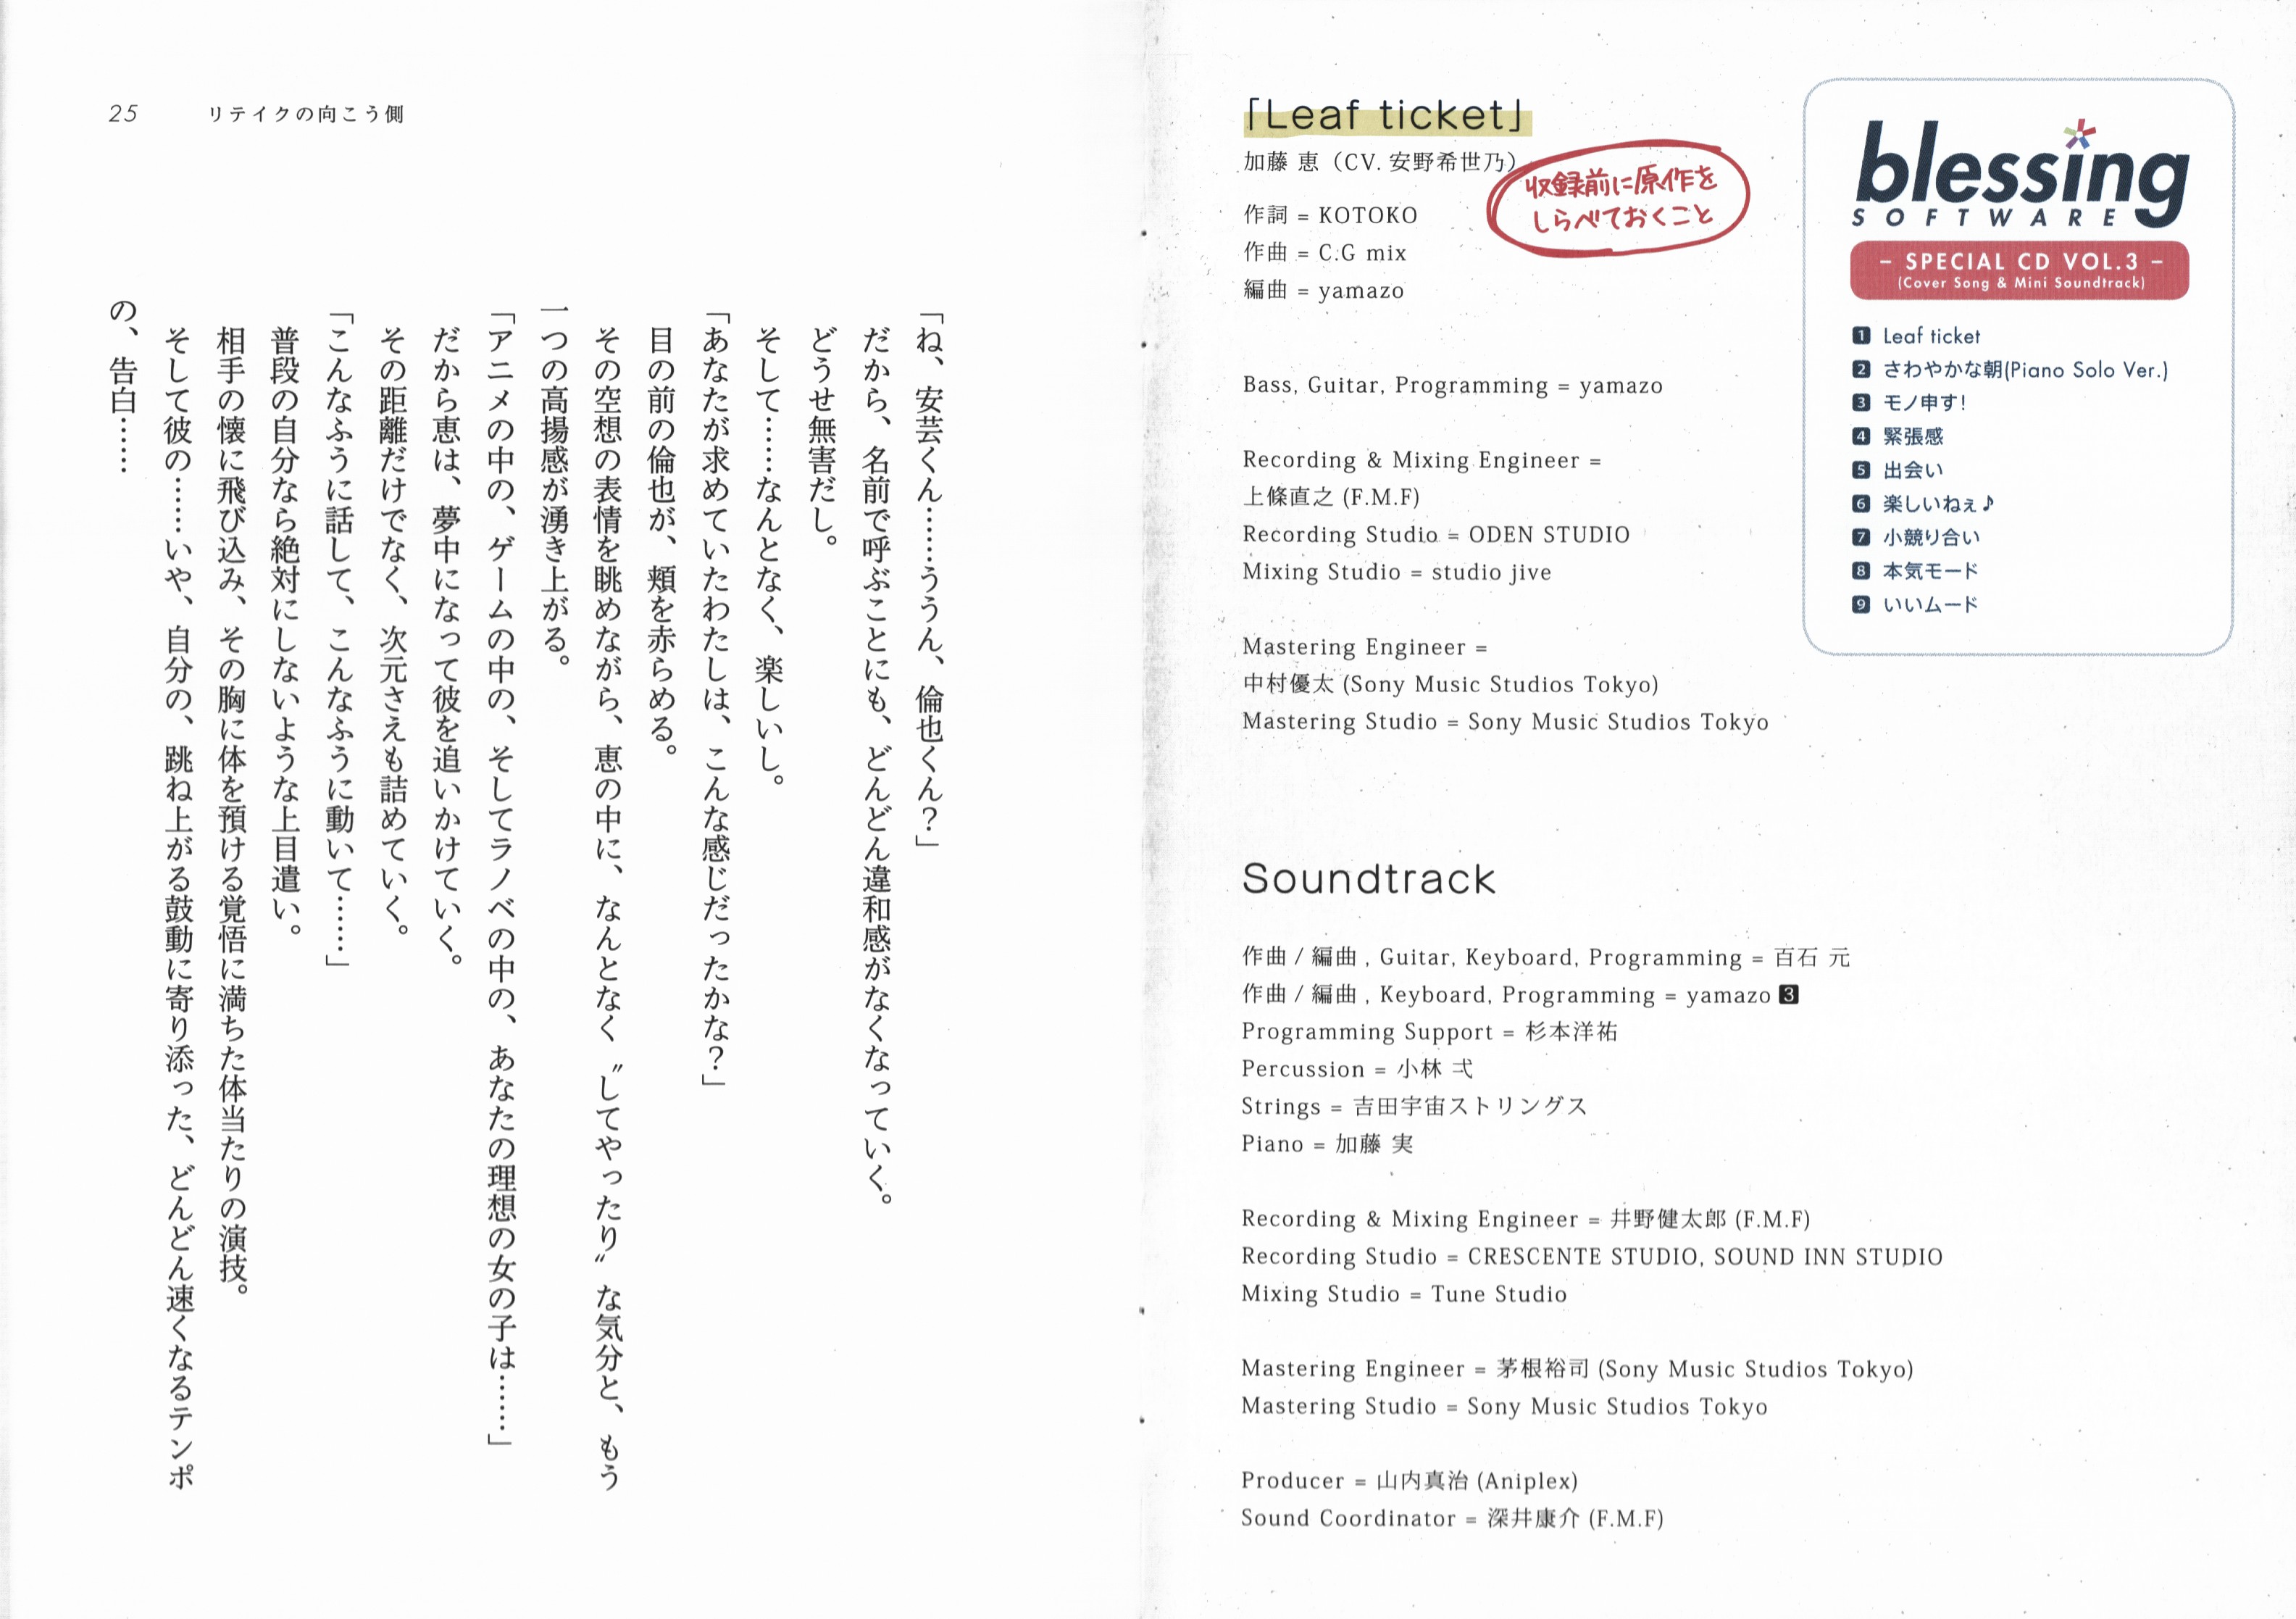 25 リテイクの向こう側
「ね、安芸くん……ううん、倫也くん？」
だから、名前で呼ぶことにも、どんどん違和感がなくなっていく。
どうせ無害だし。
そして……なんとなく、楽しいし。
「あなたが求めていたわたしは、こんな感じだったかな？」
目の前の倫也が、頬を赤らめる。
その空想の表情を眺めながら、恵の中に、なんとなく〝してやったり〟な気分と、もう
一つの高揚感が湧き上がる。
「アニメの中の、ゲームの中の、そしてラノベの中の、あなたの理想の女の子は……」
だから恵は、夢中になって彼を追いかけていく。
その距離だけでなく、次元さえも詰めていく。
「こんなふうに話して、こんなふうに動いて……」
普段の自分なら絶対にしないような上目遣い。
相手の懐に飛び込み、その胸に体を預ける覚悟に満ちた体当たりの演技。
そして彼の……いや、自分の、跳ね上がる鼓動に寄り添った、どんどん速くなるテンポ
の、告白……
「Leaf ticket」
加藤 恵（CV. 安野希世乃）
収録前に原作を
しらべておくこと
作詞 = KOTOKO
作曲 = C.G mix
編曲 = yamazo
Bass, Guitar, Programming = yamazo
Recording & Mixing Engineer =
上條直之 (F.M.F)
Recording Studio = ODEN STUDIO
Mixing Studio = studio jive
Mastering Engineer =
中村優太 (Sony Music Studios Tokyo)
Mastering Studio = Sony Music Studios Tokyo
blessing
SOFTWARE
– SPECIAL CD VOL.3 –
(Cover Song & Mini Soundtrack)
1 Leaf ticket
2 さわやかな朝(Piano Solo Ver.)
3 モノ申す!
4 緊張感
5 出会い
6 楽しいねぇ♪
7 小競り合い
8 本気モード
9 いいムード
Soundtrack
作曲 / 編曲 , Guitar, Keyboard, Programming = 百石 元
作曲 / 編曲 , Keyboard, Programming = yamazo 3
Programming Support = 杉本洋祐
Percussion = 小林 弌
Strings = 吉田宇宙ストリングス
Piano = 加藤 実
Recording & Mixing Engineer = 井野健太郎 (F.M.F)
Recording Studio = CRESCENTE STUDIO, SOUND INN STUDIO
Mixing Studio = Tune Studio
Mastering Engineer = 茅根裕司 (Sony Music Studios Tokyo)
Mastering Studio = Sony Music Studios Tokyo
Producer = 山内真治 (Aniplex)
Sound Coordinator = 深井康介 (F.M.F)